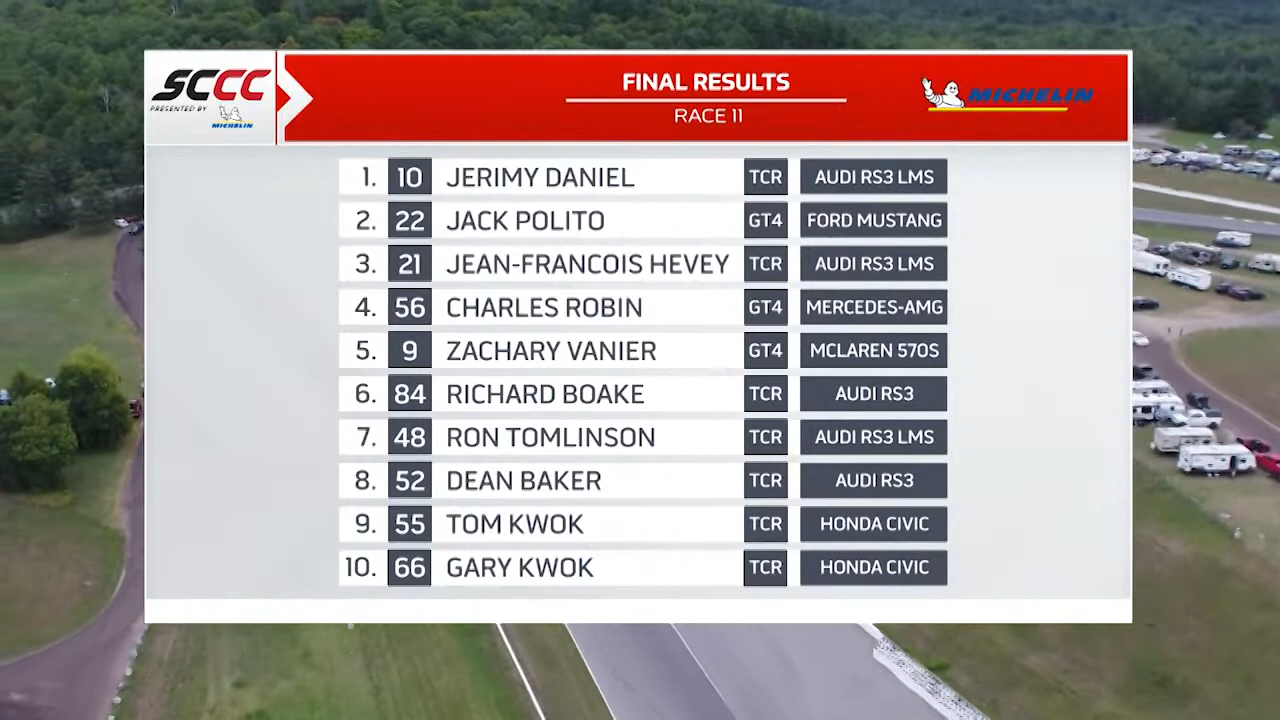 SCCC
PRESENTED BY
MICHELIN
FINAL RESULTS
RACE 11
MICHELIN
1. 10 JERIMY DANIEL TCR AUDI RS3 LMS
2. 22 JACK POLITO GT4 FORD MUSTANG
3. 21 JEAN-FRANCOIS HEVEY TCR AUDI RS3 LMS
4. 56 CHARLES ROBIN GT4 MERCEDES-AMG
5. 9 ZACHARY VANIER GT4 MCLAREN 570S
6. 84 RICHARD BOAKE TCR AUDI RS3
7. 48 RON TOMLINSON TCR AUDI RS3 LMS
8. 52 DEAN BAKER TCR AUDI RS3
9. 55 TOM KWOK TCR HONDA CIVIC
10. 66 GARY KWOK TCR HONDA CIVIC